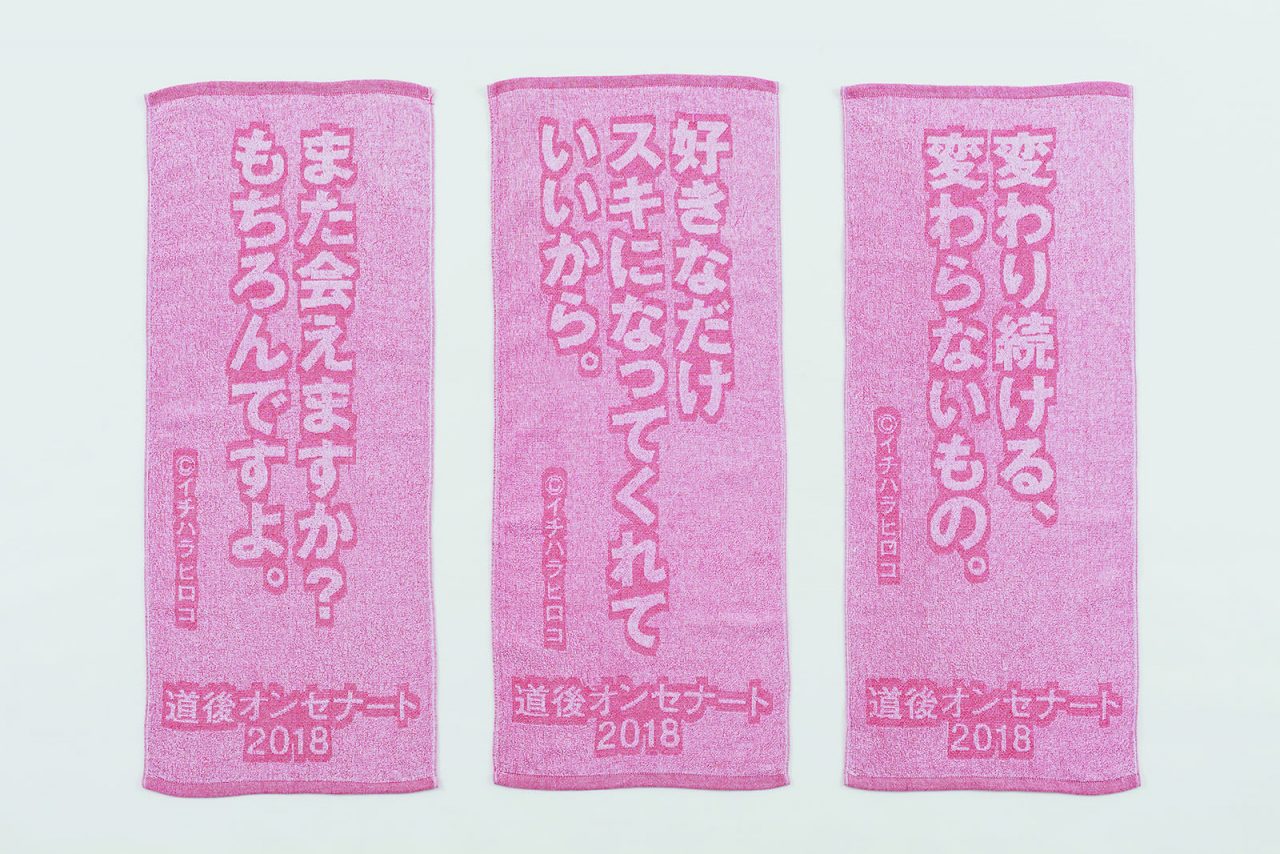 また会えますか?
もちろんですよ。
©イチハラヒロコ
道後オンセナート
2018
好きなだけ
スキになってくれて
いいから。
©イチハラヒロコ
道後オンセナート
2018
変わり続ける、
変わらないもの。
©イチハラヒロコ
道後オンセナート
2018